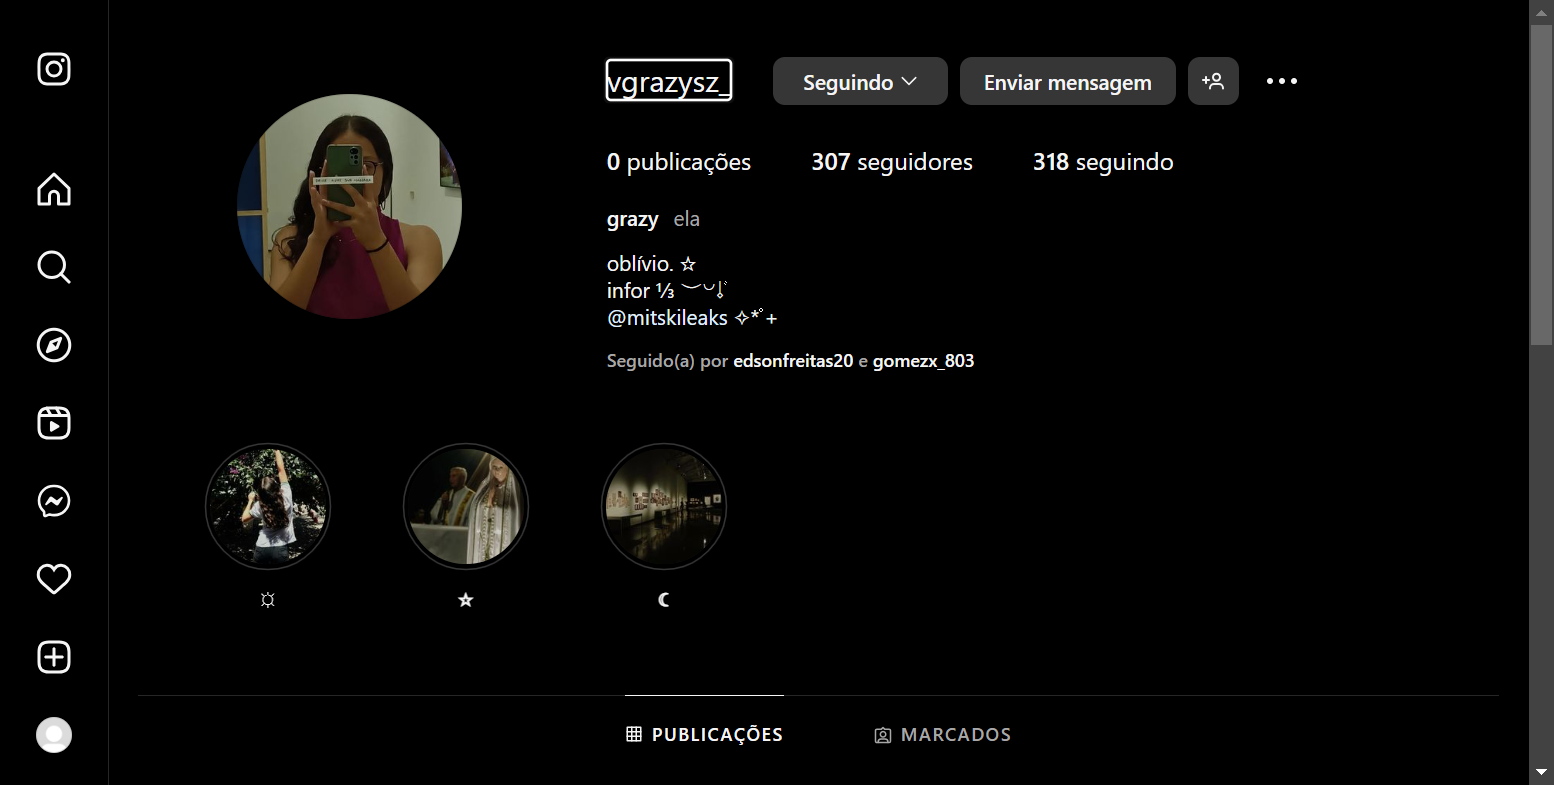 vgrazysz_
Seguindo
Enviar mensagem
0 publicações
307 seguidores
318 seguindo
grazy ela
oblívio. ☆
infor ⅓
@mitskileaks ✧*˚+
Seguido(a) por edsonfreitas20 e gomezx_803
PUBLICAÇÕES
MARCADOS